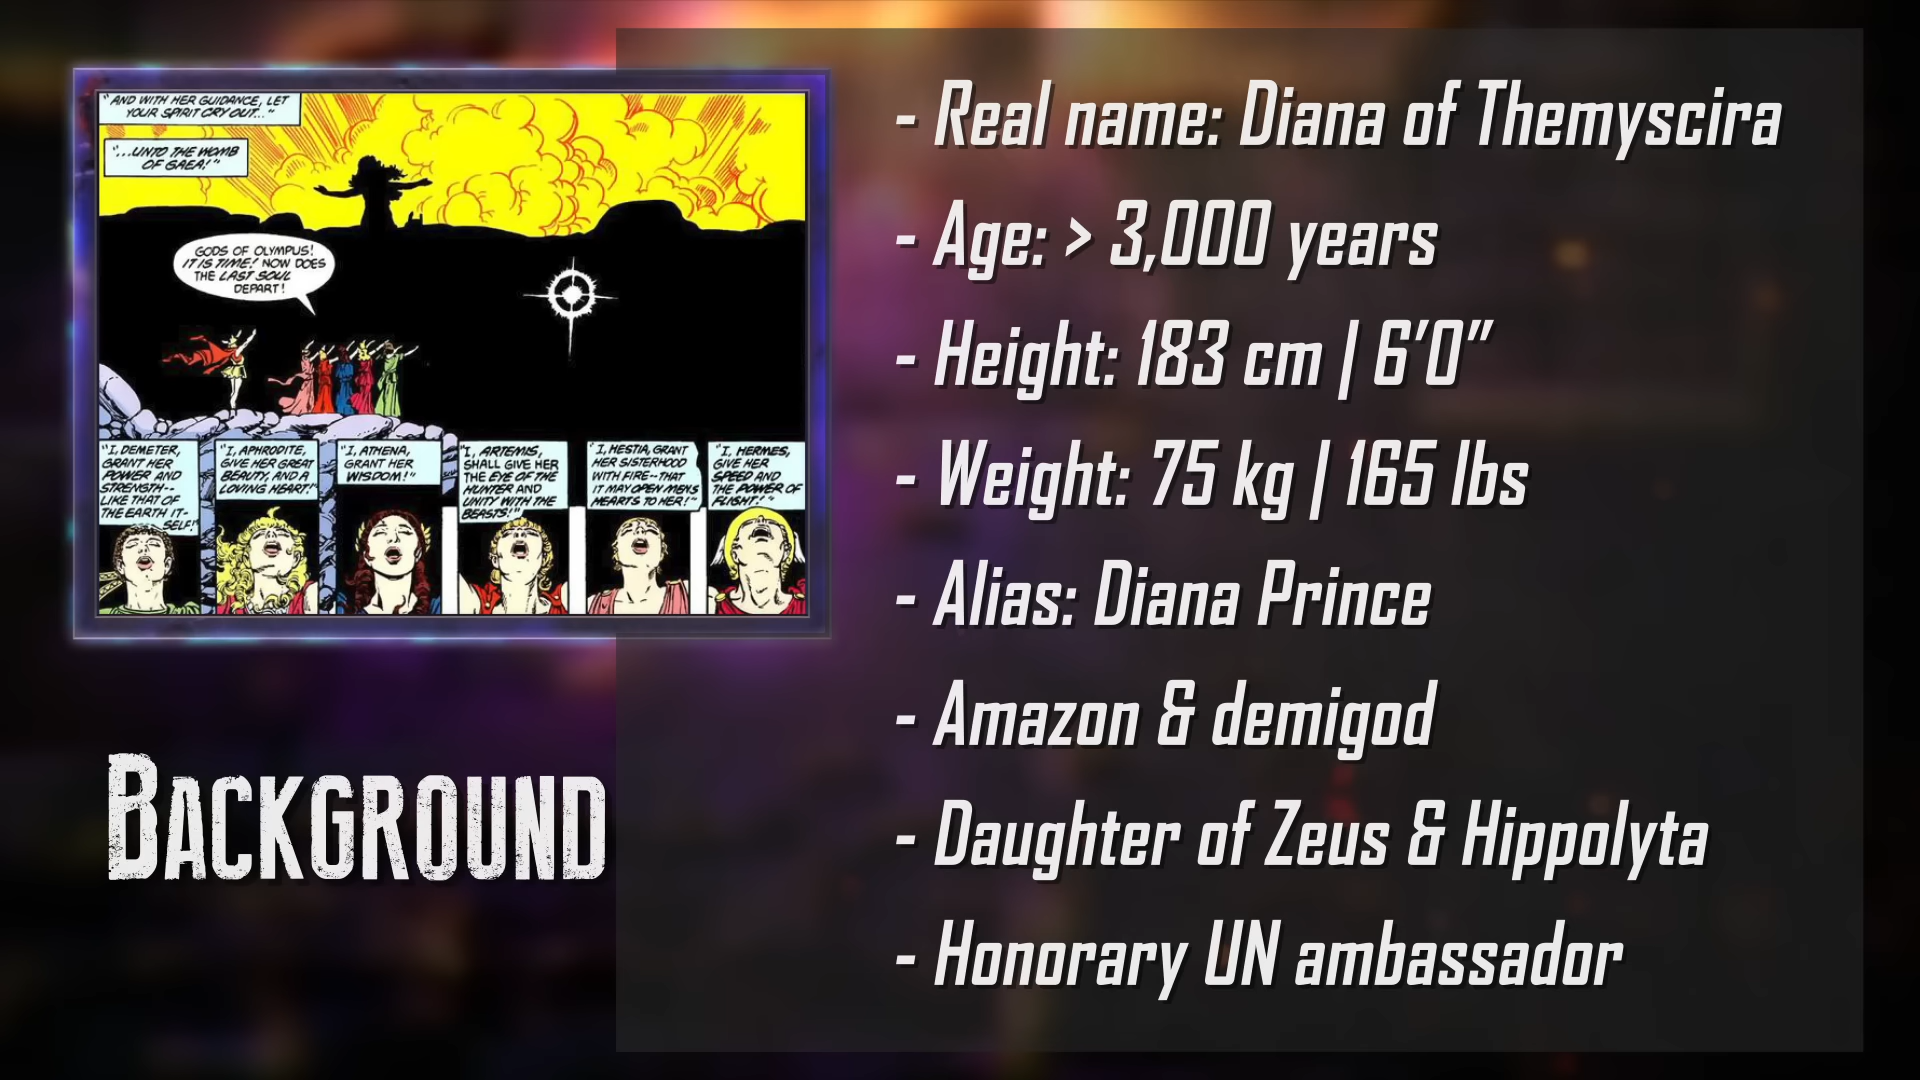 "AND WITH HER GUIDANCE, LET
YOUR SPIRIT CRY OUT..."
"...UNTO THE WOMB
OF GAEA!"
GODS OF OLYMPUS!
IT IS TIME! NOW DOES
THE LAST SOUL
DEPART!
"I, DEMETER,
GRANT HER
POWER AND
STRENGTH--
LIKE THAT OF
THE EARTH IT-
SELF!"
"I, APHRODITE,
GIVE HER GREAT
BEAUTY, AND A
LOVING HEART!"
"I, ATHENA,
GRANT HER
WISDOM!"
"I, ARTEMIS,
SHALL GIVE HER
THE EYE OF THE
HUNTER AND
UNITY WITH THE
BEASTS!"
"I, HESTIA, GRANT
HER SISTERHOOD
WITH FIRE--THAT
IT MAY OPEN MEN'S
HEARTS TO HER!"
"I, HERMES,
GIVE HER
SPEED AND
THE POWER OF
FLIGHT!"
BACKGROUND
- Real name: Diana of Themyscira
- Age: > 3,000 years
- Height: 183 cm | 6'0"
- Weight: 75 kg | 165 lbs
- Alias: Diana Prince
- Amazon & demigod
- Daughter of Zeus & Hippolyta
- Honorary UN ambassador